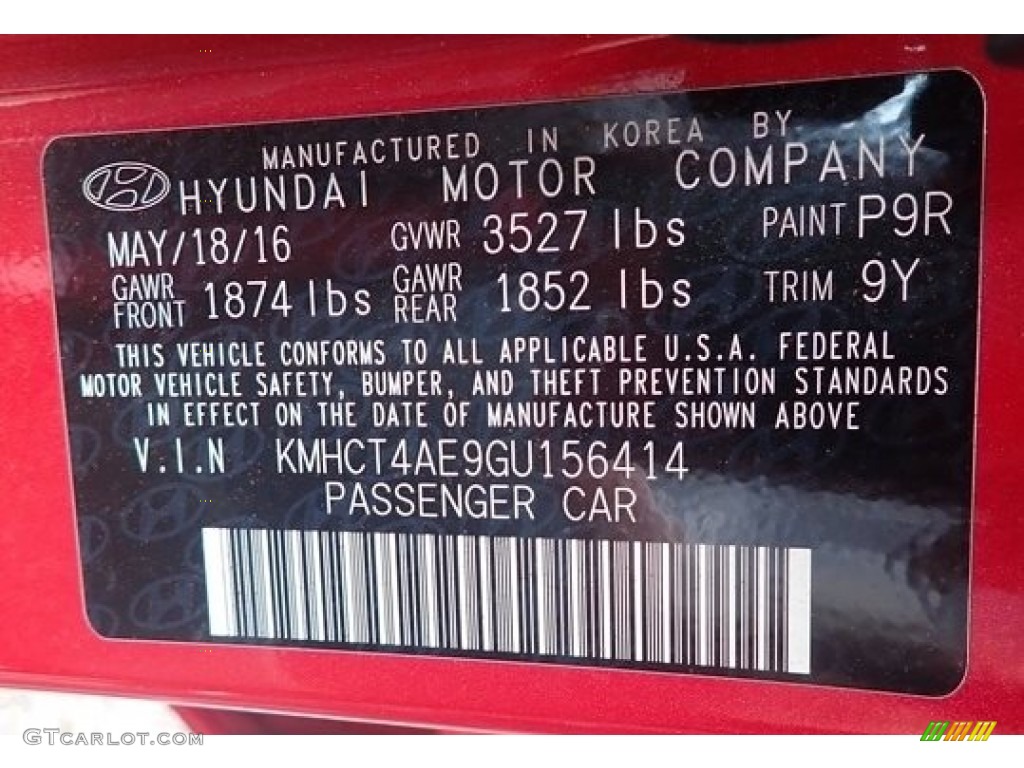 MANUFACTURED IN KOREA BY
HYUNDAI MOTOR COMPANY
MAY/18/16 GVWR 3527 lbs PAINT P9R
GAWR FRONT 1874 lbs GAWR REAR 1852 lbs TRIM 9Y
THIS VEHICLE CONFORMS TO ALL APPLICABLE U.S.A. FEDERAL
MOTOR VEHICLE SAFETY, BUMPER, AND THEFT PREVENTION STANDARDS
IN EFFECT ON THE DATE OF MANUFACTURE SHOWN ABOVE
V.I.N KMHCT4AE9GU156414
PASSENGER CAR
GTCARLOT.COM